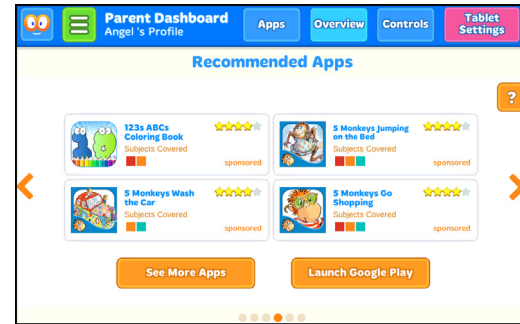 Parent Dashboard
Angel 's Profile
Apps
Overview
Controls
Tablet
Settings
Recommended Apps
?
123s ABCs
Coloring Book
Subjects Covered
sponsored
5 Monkeys Jumping
on the Bed
Subjects Covered
sponsored
5 Monkeys Wash
the Car
Subjects Covered
sponsored
5 Monkeys Go
Shopping
Subjects Covered
sponsored
See More Apps
Launch Google Play